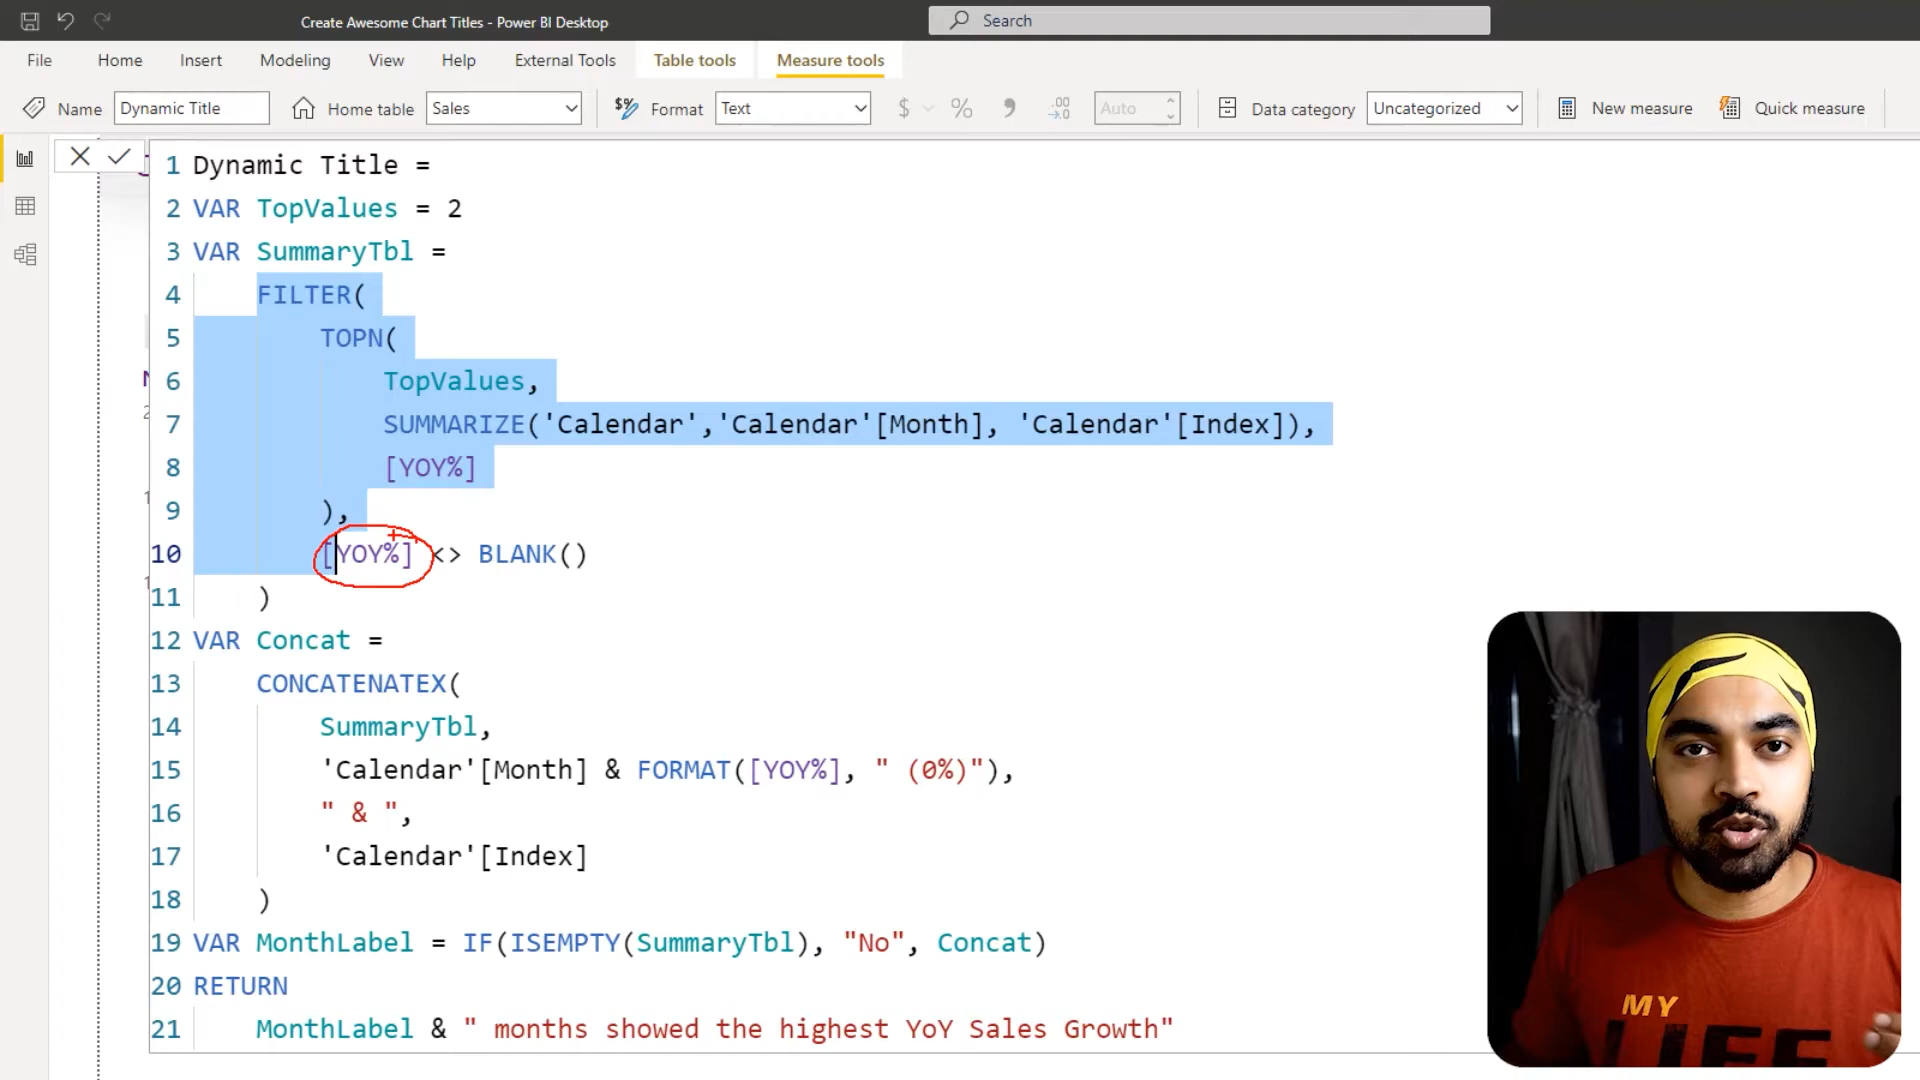 Create Awesome Chart Titles - Power BI Desktop
Search
File Home Insert Modeling View Help External Tools Table tools Measure tools
Name Dynamic Title Home table Sales Format Text $ % Auto Data category Uncategorized New measure Quick measure
1 Dynamic Title =
2 VAR TopValues = 2
3 VAR SummaryTbl =
4 FILTER(
5 TOPN(
6 TopValues,
7 SUMMARIZE('Calendar','Calendar'[Month], 'Calendar'[Index]),
8 [YOY%]
9 ),
10 [YOY%] <> BLANK()
11 )
12 VAR Concat =
13 CONCATENATEX(
14 SummaryTbl,
15 'Calendar'[Month] & FORMAT([YOY%], " (0%)"),
16 " & ",
17 'Calendar'[Index]
18 )
19 VAR MonthLabel = IF(ISEMPTY(SummaryTbl), "No", Concat)
20 RETURN
21 MonthLabel & " months showed the highest YoY Sales Growth"
MY
LIFE